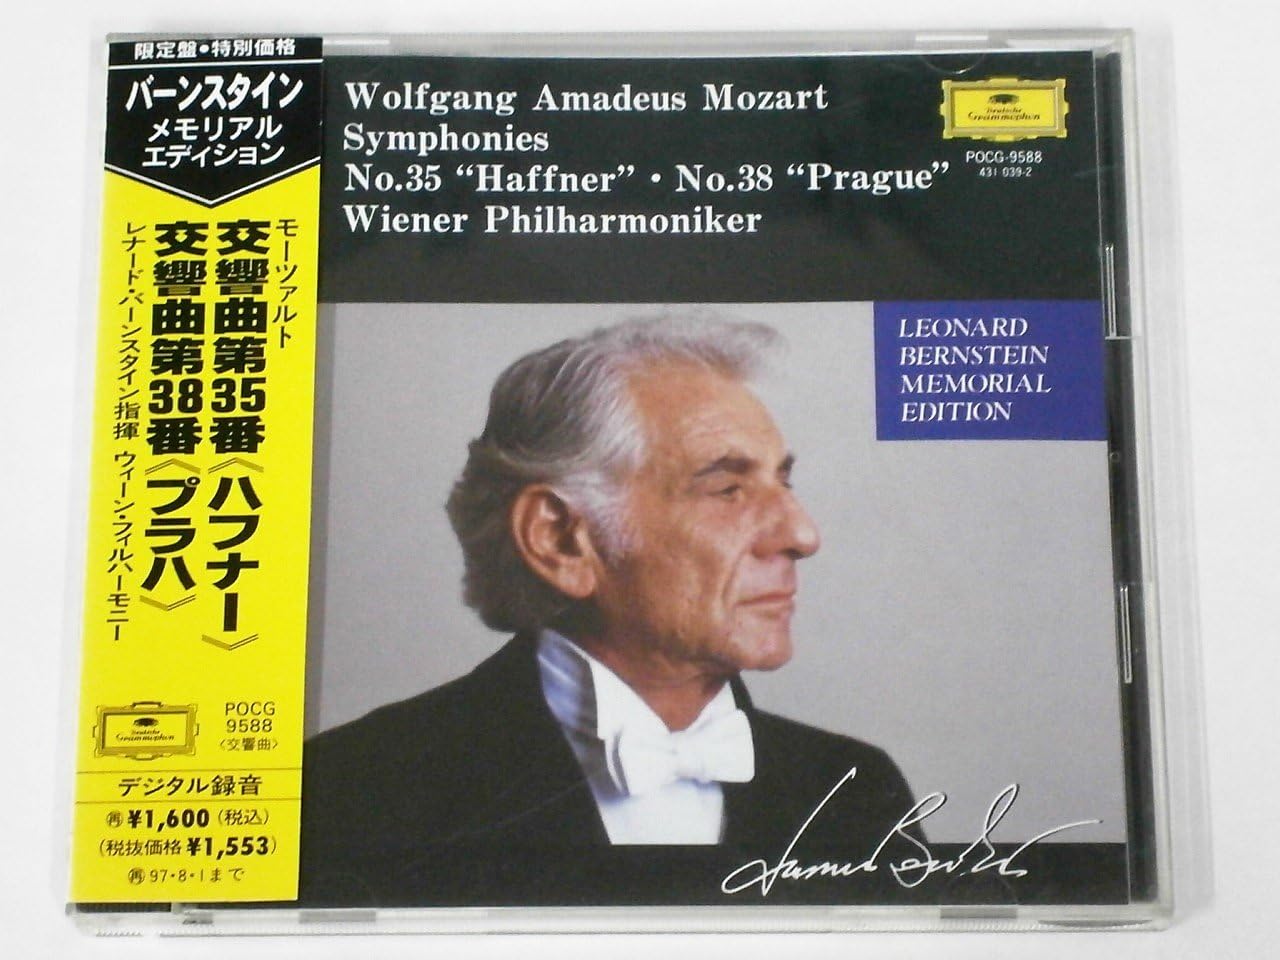 限定盤・特別価格
バーンスタイン
メモリアル
エディション
モーツァルト
交響曲第35番《ハフナー》
交響曲第38番《プラハ》
レナード・バーンスタイン指揮 ウィーン・フィルハーモニー
Deutsche
Grammophon
POCG
9588
〈交響曲〉
デジタル録音
再 ¥1,600 (税込)
(税抜価格 ¥1,553)
再 97・8・1まで
Wolfgang Amadeus Mozart
Symphonies
No.35 “Haffner” • No.38 “Prague”
Wiener Philharmoniker
Deutsche
Grammophon
POCG-9588
431 039-2
LEONARD
BERNSTEIN
MEMORIAL
EDITION